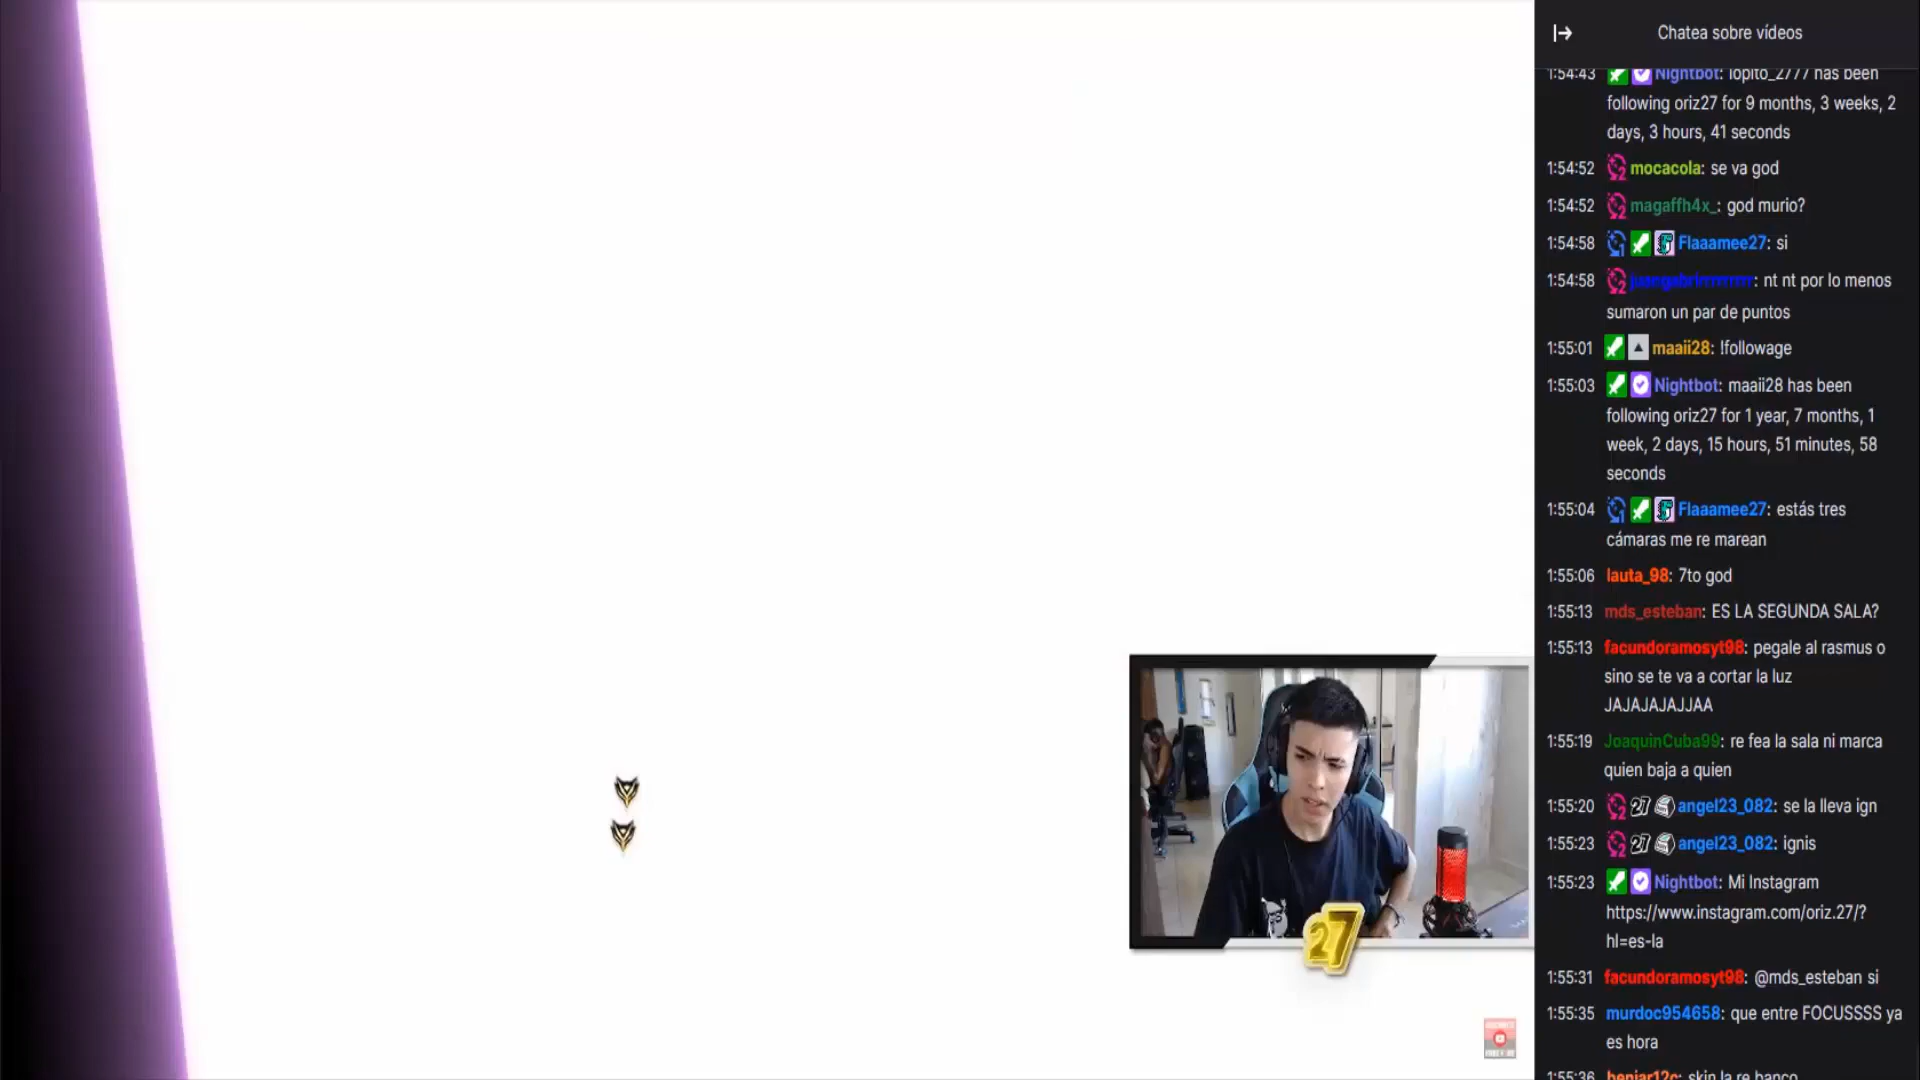 Chatea sobre vídeos
1:54:43 Nightbot: lopito_2777 has been
following oriz27 for 9 months, 3 weeks, 2
days, 3 hours, 41 seconds
1:54:52 mocacola: se va god
1:54:52 magaffh4x_: god murio?
1:54:58 Flaaamee27: si
1:54:58 : nt nt por lo menos
sumaron un par de puntos
1:55:01 maaii28: !followage
1:55:03 Nightbot: maaii28 has been
following oriz27 for 1 year, 7 months, 1
week, 2 days, 15 hours, 51 minutes, 58
seconds
1:55:04 Flaaamee27: estás tres
cámaras me re marean
1:55:06 lauta_98: 7to god
1:55:13 mds_esteban: ES LA SEGUNDA SALA?
1:55:13 facundoramosyt98: pegale al rasmus o
sino se te va a cortar la luz
JAJAJAJAJJAA
1:55:19 JoaquinCuba99: re fea la sala ni marca
quien baja a quien
1:55:20 27 angel23_082: se la lleva ign
1:55:23 27 angel23_082: ignis
1:55:23 Nightbot: Mi Instagram
https://www.instagram.com/oriz.27/?
hl=es-la
1:55:31 facundoramosyt98: @mds_esteban si
1:55:35 murdoc954658: que entre FOCUSSSS ya
es hora
1:55:36 benjar12c: skin la re banco
27